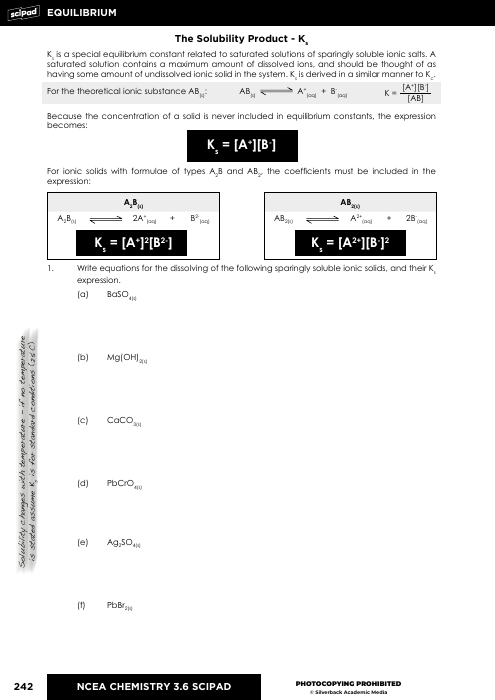 scipad EQUILIBRIUM
The Solubility Product - Kₛ
Kₛ is a special equilibrium constant related to saturated solutions of sparingly soluble ionic salts. A
saturated solution contains a maximum amount of dissolved ions, and should be thought of as
having some amount of undissolved ionic solid in the system. Kₛ is derived in a similar manner to K꜀.
For the theoretical ionic substance AB(s): AB(s) ⇌ A⁺(aq) + B⁻(aq) K = [A⁺][B⁻]
[AB]
Because the concentration of a solid is never included in equilibrium constants, the expression
becomes:
Kₛ = [A⁺][B⁻]
For ionic solids with formulae of types A₂B and AB₂, the coefficients must be included in the
expression:
A₂B(s)
A₂B(s) ⇌ 2A⁺(aq) + B²⁻(aq)
Kₛ = [A⁺]²[B²⁻]
AB₂(s)
AB₂(s) ⇌ A²⁺(aq) + 2B⁻(aq)
Kₛ = [A²⁺][B⁻]²
1. Write equations for the dissolving of the following sparingly soluble ionic solids, and their Kₛ
expression.
(a) BaSO₄(s)
(b) Mg(OH)₂(s)
(c) CaCO₃(s)
(d) PbCrO₄(s)
(e) Ag₂SO₄(s)
(f) PbBr₂(s)
Solubility changes with temperature - if no temperature
is stated assume Kₛ is for standard conditions (25°C)
242 NCEA CHEMISTRY 3.6 SCIPAD
PHOTOCOPYING PROHIBITED
© Silverback Academic Media